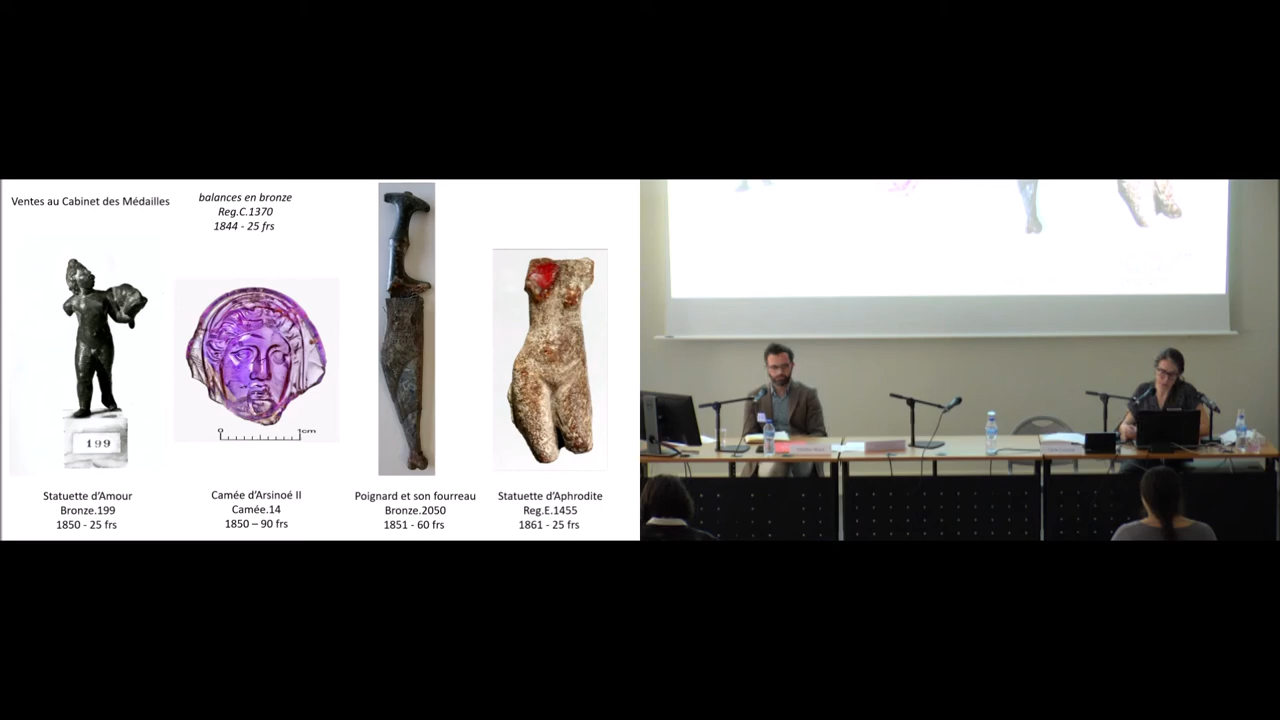 Ventes au Cabinet des Médailles
balances en bronze
Reg.C.1370
1844 - 25 frs
199
0 1cm
Statuette d'Amour
Bronze.199
1850 - 25 frs
Camée d'Arsinoé II
Camée.14
1850 – 90 frs
Poignard et son fourreau
Bronze.2050
1851 - 60 frs
Statuette d'Aphrodite
Reg.E.1455
1861 - 25 frs